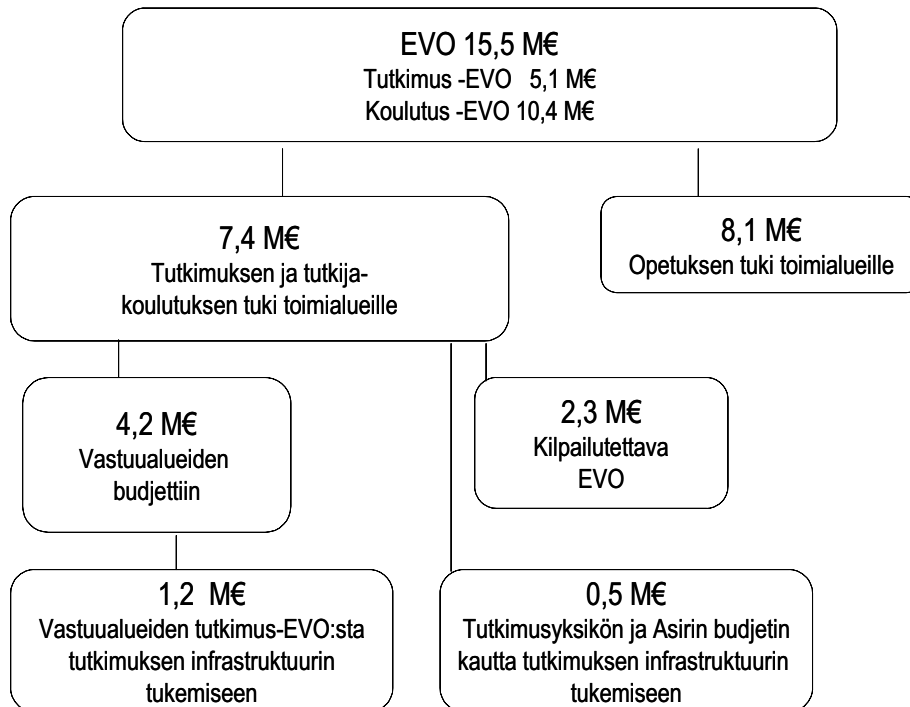 EVO 15,5 M€
Tutkimus -EVO 5,1 M€
Koulutus -EVO 10,4 M€
7,4 M€
Tutkimuksen ja tutkija-
koulutuksen tuki toimialueille
8,1 M€
Opetuksen tuki toimialueille
4,2 M€
Vastuualueiden
budjettiin
2,3 M€
Kilpailutettava
EVO
1,2 M€
Vastuualueiden tutkimus-EVO:sta
tutkimuksen infrastruktuurin
tukemiseen
0,5 M€
Tutkimusyksikön ja Asirin budjetin
kautta tutkimuksen infrastruktuurin
tukemiseen